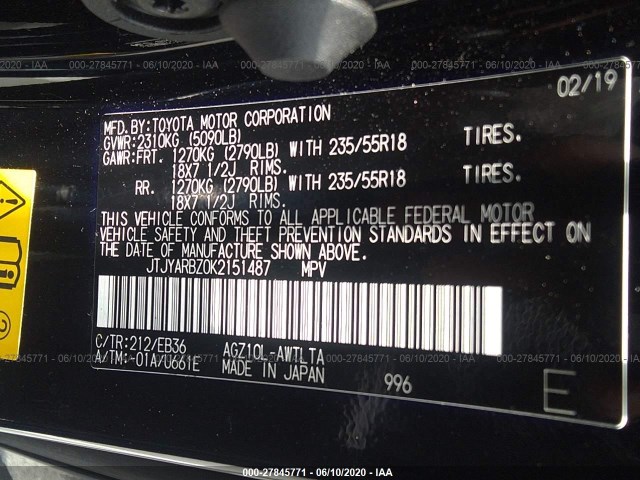 000-27845771 - 06/10/2020 - IAA
02/19
MFD. BY: TOYOTA MOTOR CORPORATION
GVWR: 2310KG (5090LB)
GAWR: FRT. 1270KG (2790LB) WITH 235/55R18 TIRES.
18X7 1/2J RIMS.
RR. 1270KG (2790LB) WITH 235/55R18 TIRES.
18X7 1/2J RIMS.
THIS VEHICLE CONFORMS TO ALL APPLICABLE FEDERAL MOTOR
VEHICLE SAFETY AND THEFT PREVENTION STANDARDS IN EFFECT ON
THE DATE OF MANUFACTURE SHOWN ABOVE.
JTJYARBZ0K2151487 MPV
C/TR: 212/EB36 AGZ10L-AWTLTA
A/TM: -01A/U661E MADE IN JAPAN
996
E
000-27845771 - 06/10/2020 - IAA